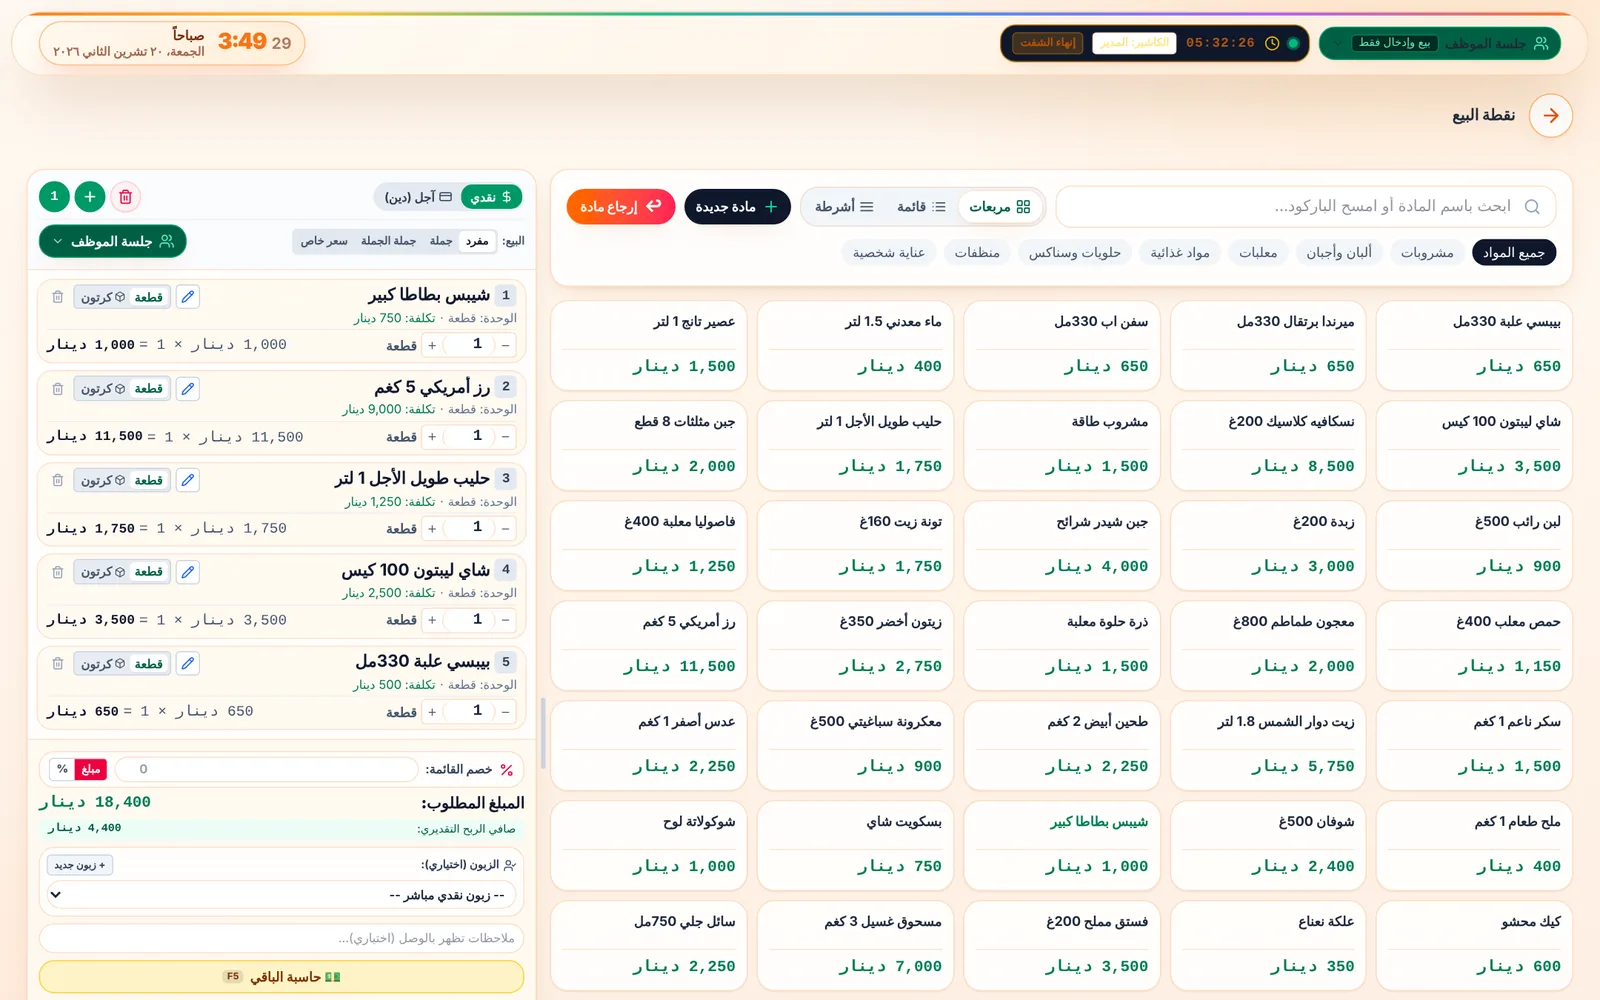 جلسة الموظف بيع وإدخال فقط
05:32:26 الكاشير: المدير إنهاء الشفت
3:49 29 صباحاً
الجمعة، ٢٠ تشرين الثاني ٢٠٢٦
نقطة البيع
ابحث باسم المادة أو امسح الباركود...
مربعات قائمة أشرطة
+ مادة جديدة
إرجاع مادة
جميع المواد مشروبات ألبان وأجبان معلبات مواد غذائية حلويات وسناكس منظفات عناية شخصية
بيبسي علبة 330مل
650 دينار
ميرندا برتقال 330مل
650 دينار
سفن اب 330مل
650 دينار
ماء معدني 1.5 لتر
400 دينار
عصير تانج 1 لتر
1,500 دينار
شاي ليبتون 100 كيس
3,500 دينار
نسكافيه كلاسيك 200غ
8,500 دينار
مشروب طاقة
1,500 دينار
حليب طويل الأجل 1 لتر
1,750 دينار
جبن مثلثات 8 قطع
2,000 دينار
لبن رائب 500غ
900 دينار
زبدة 200غ
3,000 دينار
جبن شيدر شرائح
4,000 دينار
تونة زيت 160غ
1,750 دينار
فاصوليا معلبة 400غ
1,250 دينار
حمص معلب 400غ
1,150 دينار
معجون طماطم 800غ
2,000 دينار
ذرة حلوة معلبة
1,500 دينار
زيتون أخضر 350غ
2,750 دينار
رز أمريكي 5 كغم
11,500 دينار
سكر ناعم 1 كغم
1,500 دينار
زيت دوار الشمس 1.8 لتر
5,750 دينار
طحين أبيض 2 كغم
2,250 دينار
معكرونة سباغيتي 500غ
900 دينار
عدس أصفر 1 كغم
2,250 دينار
ملح طعام 1 كغم
400 دينار
شوفان 500غ
2,400 دينار
شيبس بطاطا كبير
1,000 دينار
بسكويت شاي
750 دينار
شوكولاتة لوح
1,000 دينار
كيك محشو
600 دينار
علكة نعناع
350 دينار
فستق مملح 200غ
3,500 دينار
مسحوق غسيل 3 كغم
7,000 دينار
سائل جلي 750مل
2,250 دينار
نقدي آجل (دين)
+ 1
البيع: مفرد جملة جملة الجملة سعر خاص
جلسة الموظف
1 شيبس بطاطا كبير قطعة كرتون
الوحدة: قطعة · تكلفة: 750 دينار
− 1 + قطعة 1,000 دينار × 1 = 1,000 دينار
2 رز أمريكي 5 كغم قطعة كرتون
الوحدة: قطعة · تكلفة: 9,000 دينار
− 1 + قطعة 11,500 دينار × 1 = 11,500 دينار
3 حليب طويل الأجل 1 لتر قطعة كرتون
الوحدة: قطعة · تكلفة: 1,250 دينار
− 1 + قطعة 1,750 دينار × 1 = 1,750 دينار
4 شاي ليبتون 100 كيس قطعة كرتون
الوحدة: قطعة · تكلفة: 2,500 دينار
− 1 + قطعة 3,500 دينار × 1 = 3,500 دينار
5 بيبسي علبة 330مل قطعة كرتون
الوحدة: قطعة · تكلفة: 500 دينار
− 1 + قطعة 650 دينار × 1 = 650 دينار
خصم القائمة: 0 مبلغ %
المبلغ المطلوب: 18,400 دينار
صافي الربح التقديري: 4,400 دينار
الزبون (اختياري): + زبون جديد
-- زبون نقدي مباشر --
ملاحظات تظهر بالوصل (اختياري)...
حاسبة الباقي F5